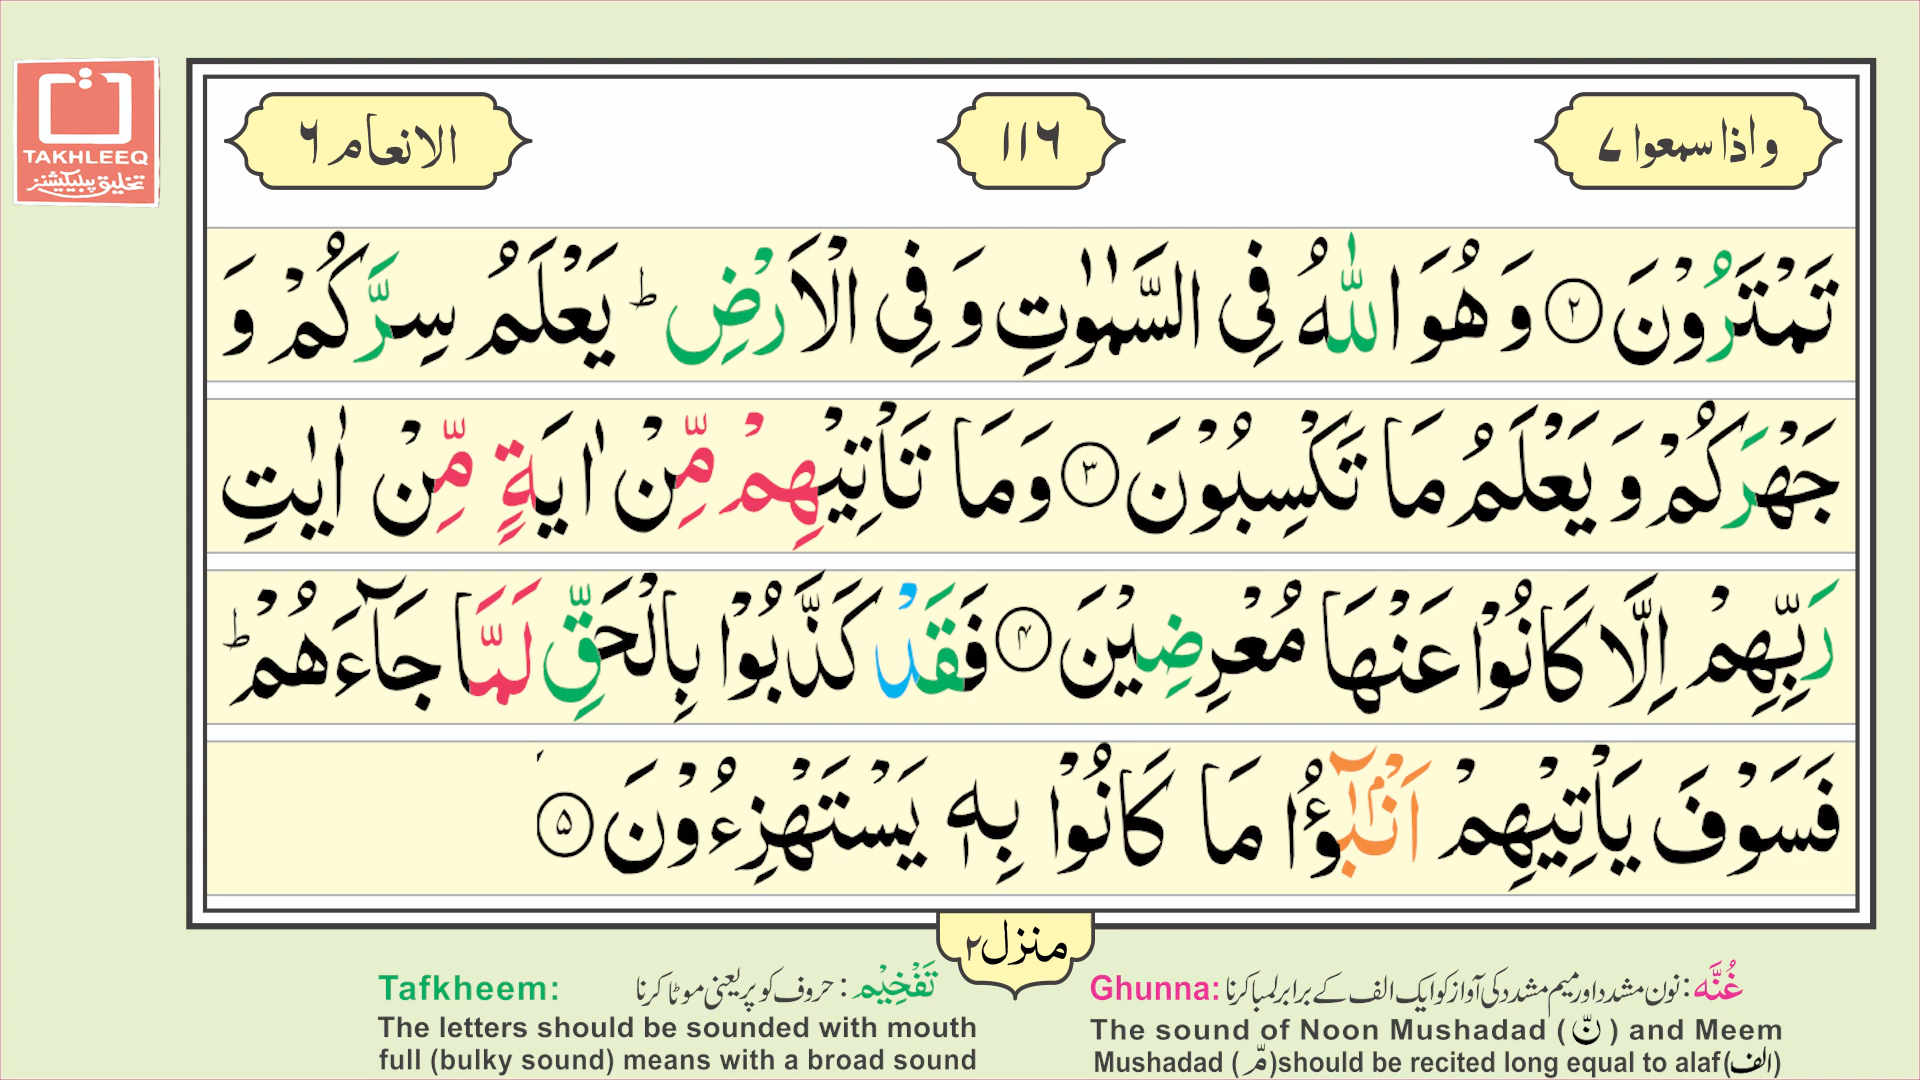 TAKHLEEQ
تخلیق پبلیکیشنز
واذا سمعوا ٧
١١٦
الانعام ٦
تَمْتَرُوْنَ ۝٢ وَ هُوَ اللّٰهُ فِی السَّمٰوٰتِ وَ فِی الْاَرْضِ ؕ یَعْلَمُ سِرَّكُمْ وَ
جَهْرَكُمْ وَ یَعْلَمُ مَا تَكْسِبُوْنَ ۝٣ وَ مَا تَاْتِیْهِمْ مِّنْ اٰیَةٍ مِّنْ اٰیٰتِ
رَبِّهِمْ اِلَّا كَانُوْا عَنْهَا مُعْرِضِیْنَ ۝۴ فَقَدْ كَذَّبُوْا بِالْحَقِّ لَمَّا جَآءَهُمْ ؕ
فَسَوْفَ یَاْتِیْهِمْ اَنْۢبٰٓؤُا مَا كَانُوْا بِهٖ یَسْتَهْزِءُوْنَ ۝۵
منزل ٢
غُنَّه: نون مشدد اور میم مشدد کی آواز کو ایک الف کے برابر لمبا کرنا Ghunna:
The sound of Noon Mushadad (نّ) and Meem
Mushadad (مّ) should be recited long equal to alaf (الف)
تَفْخِیْم: حروف کو پر یعنی موٹا کرنا Tafkheem:
The letters should be sounded with mouth
full (bulky sound) means with a broad sound